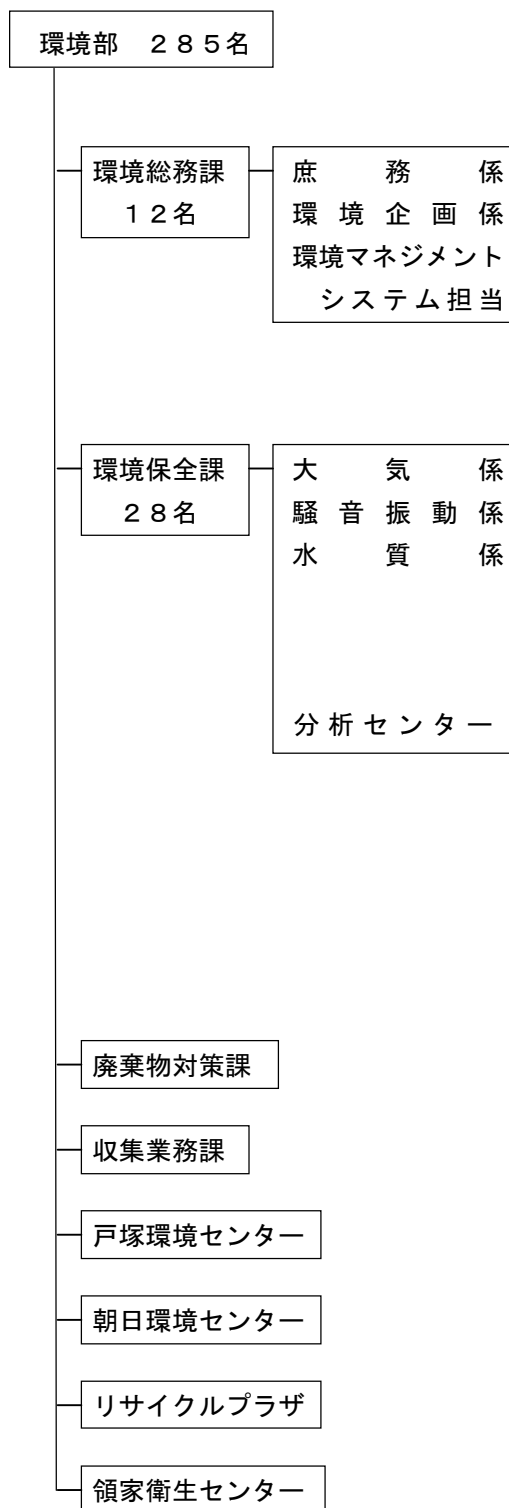 環境部　２８５名
環境総務課
１２名
庶務係
環境企画係
環境マネジメント
システム担当
環境保全課
２８名
大気係
騒音振動係
水質係
分析センター
廃棄物対策課
収集業務課
戸塚環境センター
朝日環境センター
リサイクルプラザ
領家衛生センター